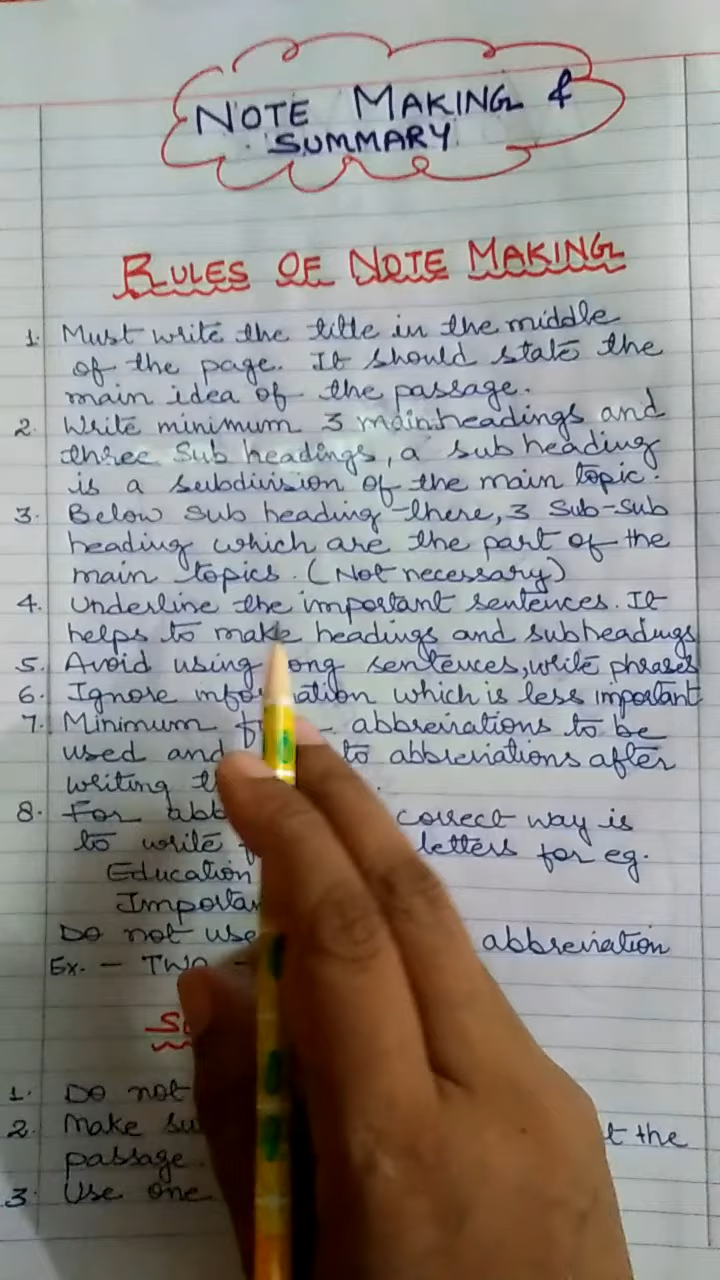 NOTE MAKING &
SUMMARY
RULES OF NOTE MAKING
1. Must write the title in the middle
of the page. It should state the
main idea of the passage.
2. Write minimum 3 main headings and
three Sub headings, a sub heading
is a subdivision of the main topic.
3. Below sub heading there, 3 Sub-Sub
heading which are the part of the
main topics. (Not necessary)
4. Underline the important sentences. It
helps to make headings and subheadings
5. Avoid using long sentences, write phrases
6. Ignore information which is less important
7. Minimum abbreviations to be
used and to abbreviations after
writing
8. For correct way is
to write letters for eg.
Education
Do not use abbreviation
Ex. - TWO -
1. Do not
2. Make the
passage.
3. Use one